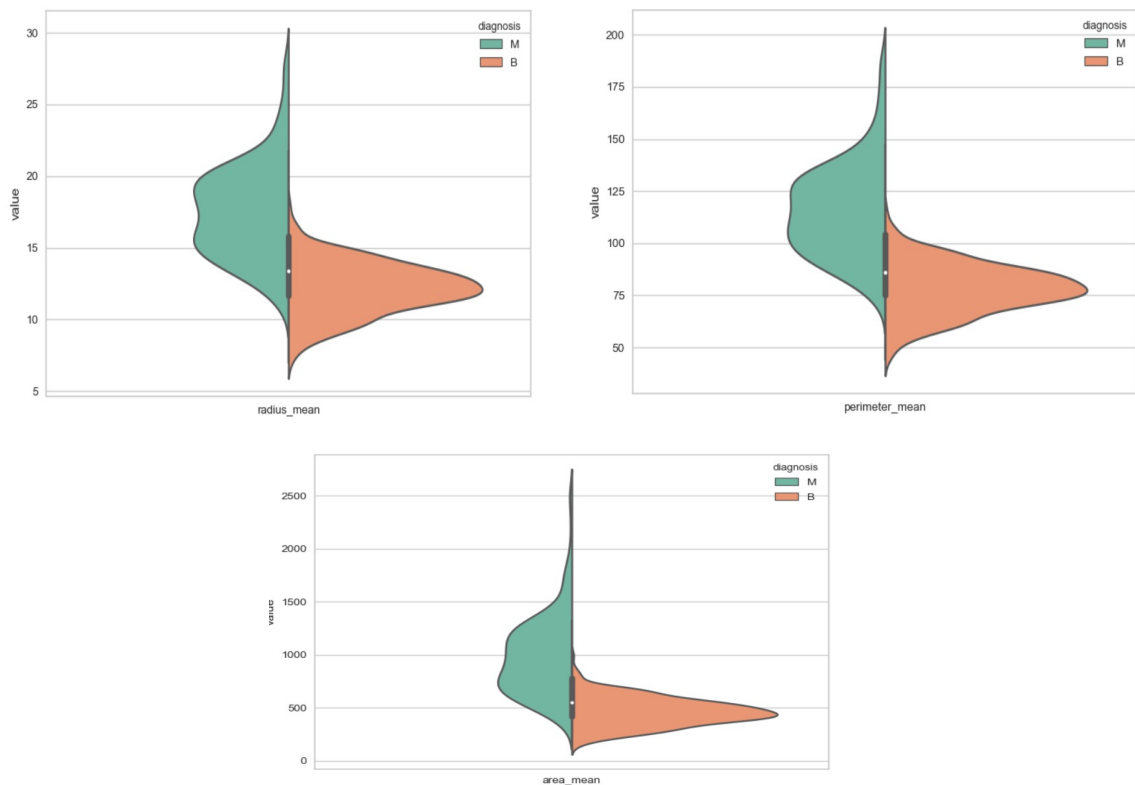 diagnosis
M
B
30
25
20
15
10
5
value
radius_mean
diagnosis
M
B
200
175
150
125
100
75
50
value
perimeter_mean
diagnosis
M
B
2500
2000
1500
1000
500
0
value
area_mean